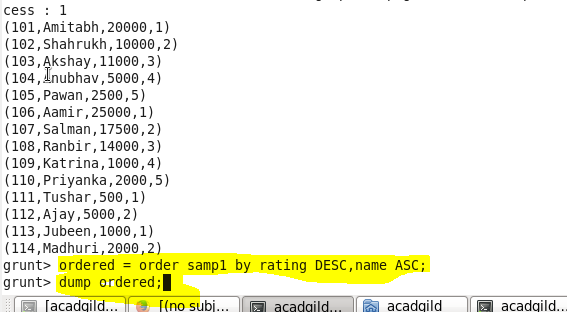 cess : 1
(101,Amitabh,20000,1)
(102,Shahrukh,10000,2)
(103,Akshay,11000,3)
(104,Anubhav,5000,4)
(105,Pawan,2500,5)
(106,Aamir,25000,1)
(107,Salman,17500,2)
(108,Ranbir,14000,3)
(109,Katrina,1000,4)
(110,Priyanka,2000,5)
(111,Tushar,500,1)
(112,Ajay,5000,2)
(113,Jubeen,1000,1)
(114,Madhuri,2000,2)
grunt> ordered = order samp1 by rating DESC,name ASC;
grunt> dump ordered;
[acadgild... [(no subj... acadgild... acadgild acadgild...